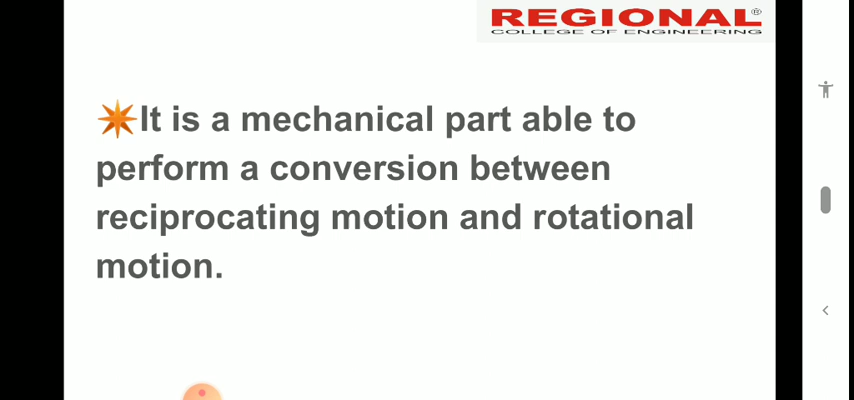 REGIONAL®
COLLEGE OF ENGINEERING
It is a mechanical part able to
perform a conversion between
reciprocating motion and rotational
motion.